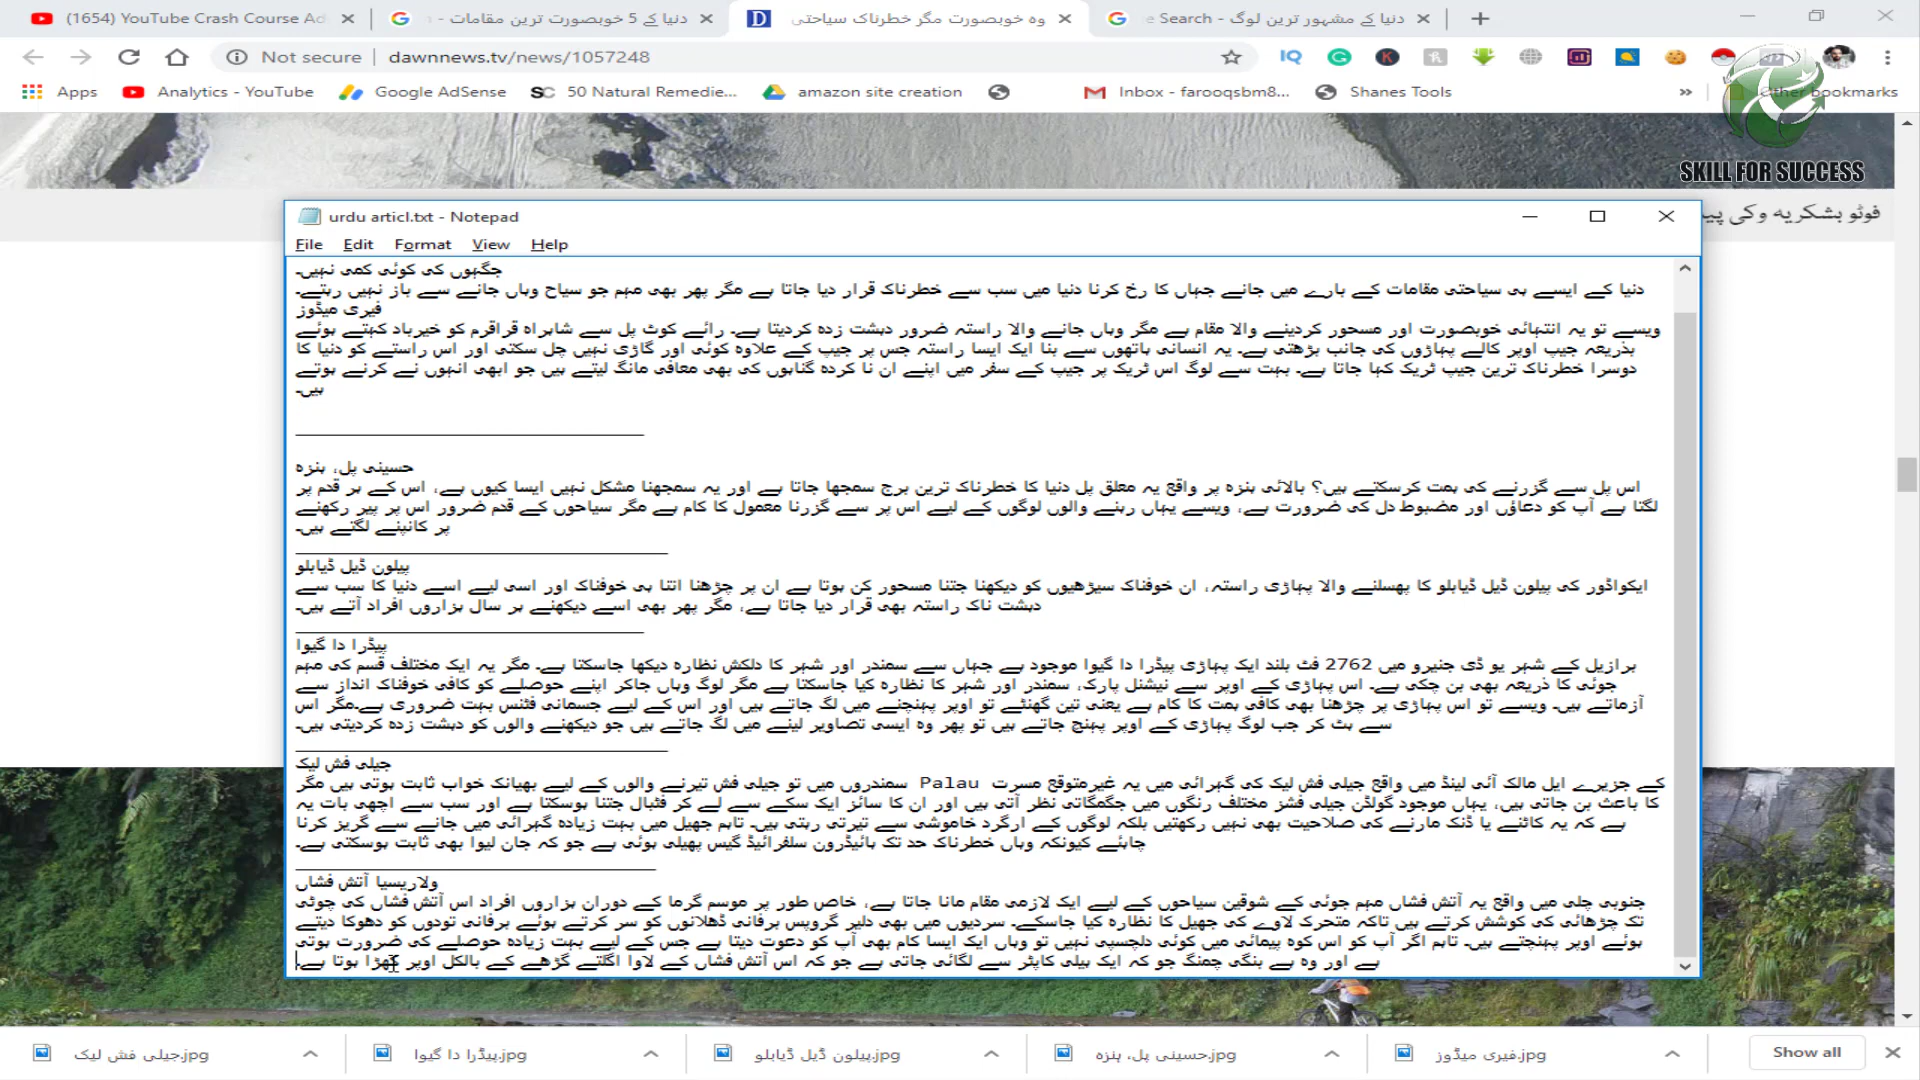 (1654) YouTube Crash Course Ad
دنیا کے 5 خوبصورت ترین مقامات -
وہ خوبصورت مگر خطرناک سیاحتی
دنیا کے مشہور ترین لوگ - e Search
Not secure
dawnnews.tv/news/1057248
Apps
Analytics - YouTube
Google AdSense
50 Natural Remedie...
amazon site creation
Inbox - farooqsbm8...
Shanes Tools
Other bookmarks
SKILL FOR SUCCESS
فوٹو بشکریہ وکی پیڈ
urdu articl.txt - Notepad
File Edit Format View Help
جگہوں کی کوئی کمی نہیں۔
دنیا کے ایسے ہی سیاحتی مقامات کے بارے میں جانے جہاں کا رخ کرنا دنیا میں سب سے خطرناک قرار دیا جاتا ہے مگر پھر بھی مہم جو سیاح وہاں جانے سے باز نہیں رہتے۔
فیری میڈوز
ویسے تو یہ انتہائی خوبصورت اور مسحور کردینے والا مقام ہے مگر وہاں جانے والا راستہ ضرور دہشت زدہ کردیتا ہے۔ رائے کوٹ پل سے شاہراہ قراقرم کو خیرباد کہتے ہوئے
بذریعہ جیپ اوپر کالے پہاڑوں کی جانب بڑھتی ہے۔ یہ انسانی ہاتھوں سے بنا ایک ایسا راستہ جس پر جیپ کے علاوہ کوئی اور گاڑی نہیں چل سکتی اور اس راستے کو دنیا کا
دوسرا خطرناک ترین جیپ ٹریک کہا جاتا ہے۔ بہت سے لوگ اس ٹریک پر جیپ کے سفر میں اپنے ان نا کردہ گناہوں کی بھی معافی مانگ لیتے ہیں جو ابھی انہوں نے کرنے ہوتے
ہیں۔
حسینی پل، ہنزہ
اس پل سے گزرنے کی ہمت کرسکتے ہیں؟ بالائی ہنزہ پر واقع یہ معلق پل دنیا کا خطرناک ترین برج سمجھا جاتا ہے اور یہ سمجھنا مشکل نہیں ایسا کیوں ہے، اس کے ہر قدم پر
لگتا ہے آپ کو دعاؤں اور مضبوط دل کی ضرورت ہے، ویسے یہاں رہنے والوں لوگوں کے لیے اس پر سے گزرنا معمول کا کام ہے مگر سیاحوں کے قدم ضرور اس پر پیر رکھنے
پر کانپنے لگتے ہیں۔
پیلون ڈیل ڈیابلو
ایکواڈور کی پیلون ڈیل ڈیابلو کا پھسلنے والا پہاڑی راستہ، ان خوفناک سیڑھیوں کو دیکھنا جتنا مسحور کن ہوتا ہے ان پر چڑھنا اتنا ہی خوفناک اور اسی لیے اسے دنیا کا سب سے
دہشت ناک راستہ بھی قرار دیا جاتا ہے، مگر پھر بھی اسے دیکھنے ہر سال ہزاروں افراد آتے ہیں۔
پیڈرا دا گیوا
برازیل کے شہر یو ڈی جنیرو میں 2762 فٹ بلند ایک پہاڑی پیڈرا دا گیوا موجود ہے جہاں سے سمندر اور شہر کا دلکش نظارہ دیکھا جاسکتا ہے۔ مگر یہ ایک مختلف قسم کی مہم
جوئی کا ذریعہ بھی بن چکی ہے۔ اس پہاڑی کے اوپر سے نیشنل پارک، سمندر اور شہر کا نظارہ کیا جاسکتا ہے مگر لوگ وہاں جاکر اپنے حوصلے کو کافی خوفناک انداز سے
آزماتے ہیں۔ ویسے تو اس پہاڑی پر چڑھنا بھی کافی ہمت کا کام ہے یعنی تین گھنٹے تو اوپر پہنچنے میں لگ جاتے ہیں اور اس کے لیے جسمانی فٹنس بہت ضروری ہے۔مگر اس
سے ہٹ کر جب لوگ پہاڑی کے اوپر پہنچ جاتے ہیں تو پھر وہ ایسی تصاویر لینے میں لگ جاتے ہیں جو دیکھنے والوں کو دہشت زدہ کردیتی ہیں۔
جیلی فش لیک
کے جزیرے ایل مالک آئی لینڈ میں واقع جیلی فش لیک کی گہرائی میں یہ غیرمتوقع مسرت Palau سمندروں میں تو جیلی فش تیرنے والوں کے لیے بھیانک خواب ثابت ہوتی ہیں مگر
کا باعث بن جاتی ہیں، یہاں موجود گولڈن جیلی فشز مختلف رنگوں میں جگمگاتی نظر آتی ہیں اور ان کا سائز ایک سکے سے لے کر فٹبال جتنا ہوسکتا ہے اور سب سے اچھی بات یہ
ہے کہ یہ کاٹنے یا ڈنک مارنے کی صلاحیت بھی نہیں رکھتیں بلکہ لوگوں کے ارگرد خاموشی سے تیرتی رہتی ہیں۔ تاہم جھیل میں بہت زیادہ گہرائی میں جانے سے گریز کرنا
چاہئے کیونکہ وہاں خطرناک حد تک ہائیڈرون سلفرائیڈ گیس پھیلی ہوئی ہے جو کہ جان لیوا بھی ثابت ہوسکتی ہے۔
ولاریسیا آتش فشاں
جنوبی چلی میں واقع یہ آتش فشاں مہم جوئی کے شوقین سیاحوں کے لیے ایک لازمی مقام مانا جاتا ہے، خاص طور پر موسم گرما کے دوران ہزاروں افراد اس آتش فشاں کی چوٹی
تک چڑھائی کی کوشش کرتے ہیں تاکہ متحرک لاوے کی جھیل کا نظارہ کیا جاسکے۔ سردیوں میں بھی دلیر گروپس برفانی ڈھلانوں کو سر کرتے ہوئے برفانی تودوں کو دھوکا دیتے
ہوئے اوپر پہنچتے ہیں۔ تاہم اگر آپ کو اس کوہ پیمائی میں کوئی دلچسپی نہیں تو وہاں ایک ایسا کام بھی آپ کو دعوت دیتا ہے جس کے لیے بہت زیادہ حوصلے کی ضرورت ہوتی
ہے اور وہ ہے بنگی جمپنگ جو کہ ایک ہیلی کاپٹر سے لگائی جاتی ہے جو کہ اس آتش فشاں کے لاوا اگلتے گڑھے کے بالکل اوپر کھڑا ہوتا ہے۔
جیلی فش لیک.jpg
پیڈرا دا گیوا.jpg
پیلون ڈیل ڈیابلو.jpg
حسینی پل، ہنزہ.jpg
فیری میڈوز.jpg
Show all